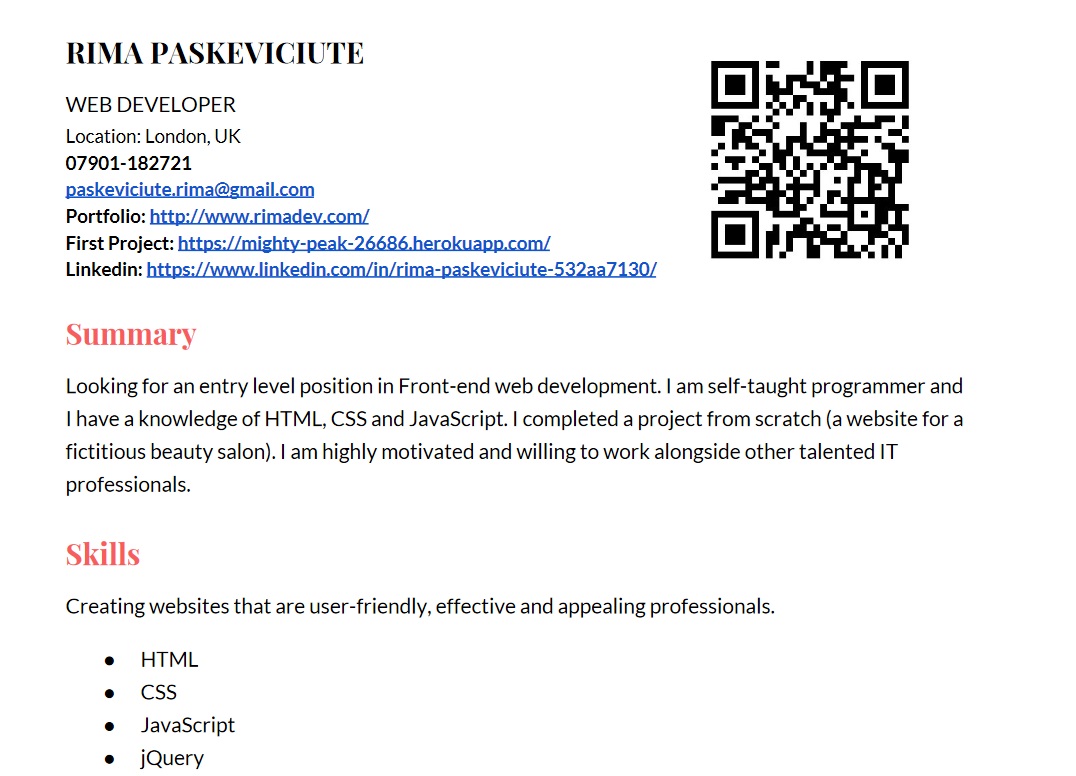 RIMA PASKEVICIUTE
WEB DEVELOPER
Location: London, UK
07901-182721
paskeviciute.rima@gmail.com
Portfolio: http://www.rimadev.com/
First Project: https://mighty-peak-26686.herokuapp.com/
Linkedin: https://www.linkedin.com/in/rima-paskeviciute-532aa7130/
Summary
Looking for an entry level position in Front-end web development. I am self-taught programmer and
I have a knowledge of HTML, CSS and JavaScript. I completed a project from scratch (a website for a
fictitious beauty salon). I am highly motivated and willing to work alongside other talented IT
professionals.
Skills
Creating websites that are user-friendly, effective and appealing professionals.
● HTML
● CSS
● JavaScript
● jQuery